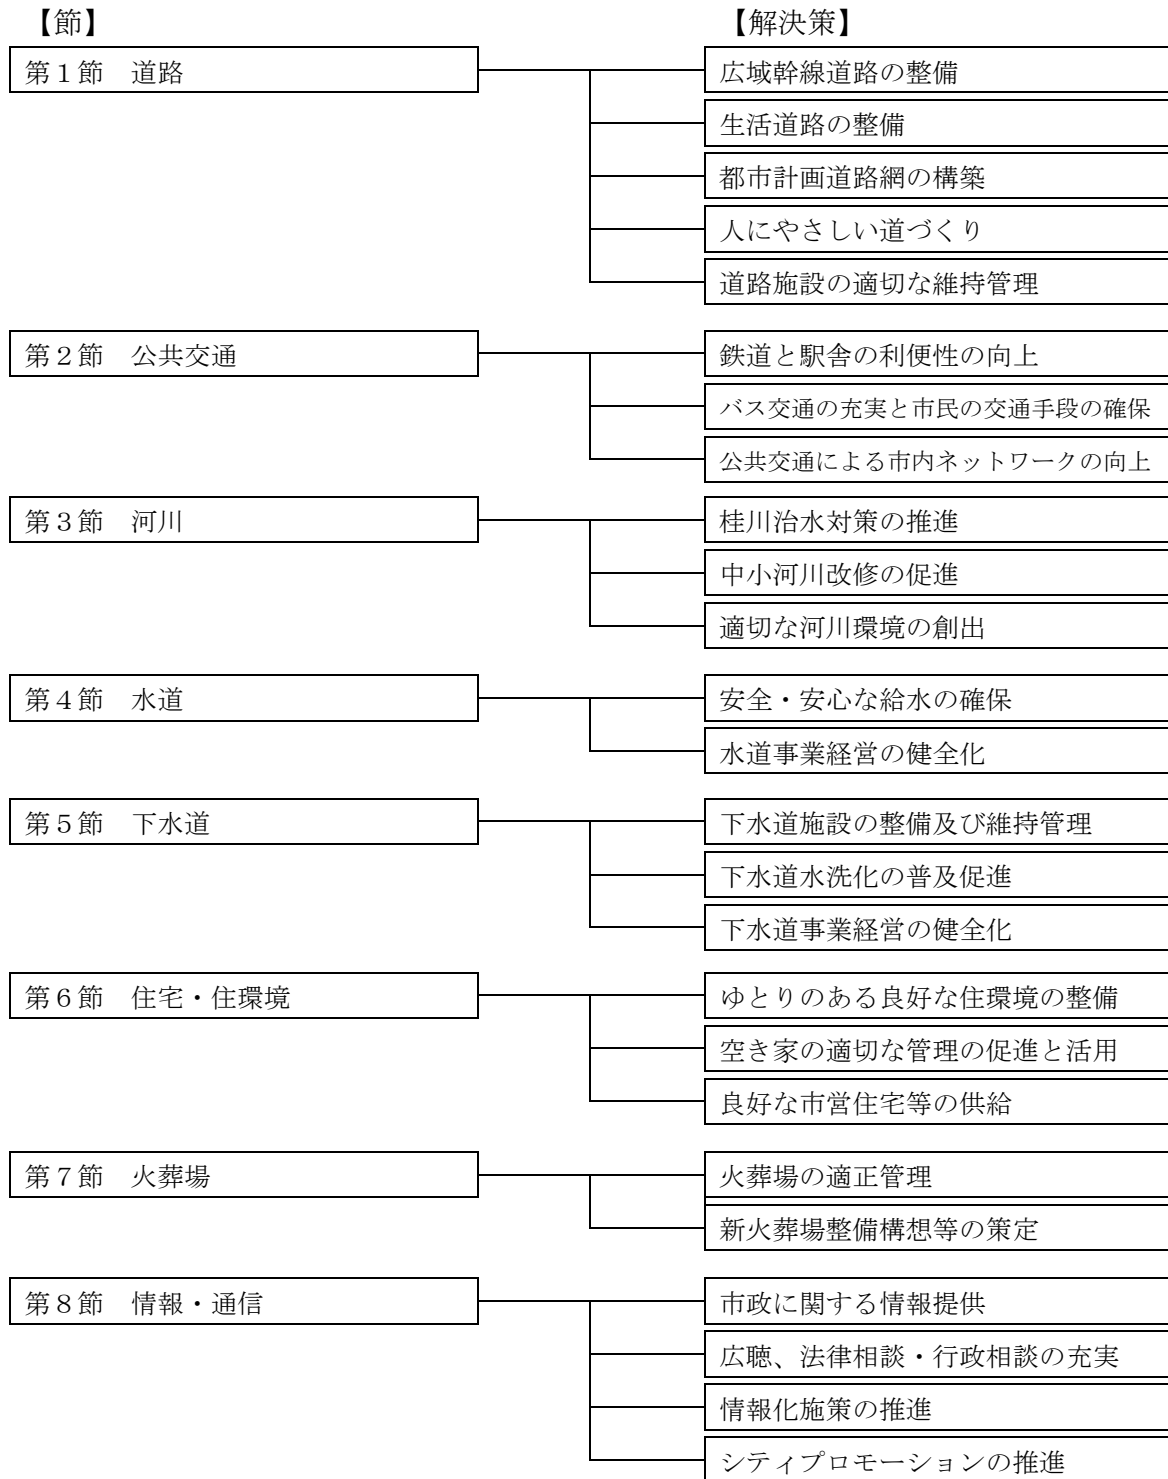 【節】 【解決策】
第１節　道路
広域幹線道路の整備
生活道路の整備
都市計画道路網の構築
人にやさしい道づくり
道路施設の適切な維持管理
第２節　公共交通
鉄道と駅舎の利便性の向上
バス交通の充実と市民の交通手段の確保
公共交通による市内ネットワークの向上
第３節　河川
桂川治水対策の推進
中小河川改修の促進
適切な河川環境の創出
第４節　水道
安全・安心な給水の確保
水道事業経営の健全化
第５節　下水道
下水道施設の整備及び維持管理
下水道水洗化の普及促進
下水道事業経営の健全化
第６節　住宅・住環境
ゆとりのある良好な住環境の整備
空き家の適切な管理の促進と活用
良好な市営住宅等の供給
第７節　火葬場
火葬場の適正管理
新火葬場整備構想等の策定
第８節　情報・通信
市政に関する情報提供
広聴、法律相談・行政相談の充実
情報化施策の推進
シティプロモーションの推進